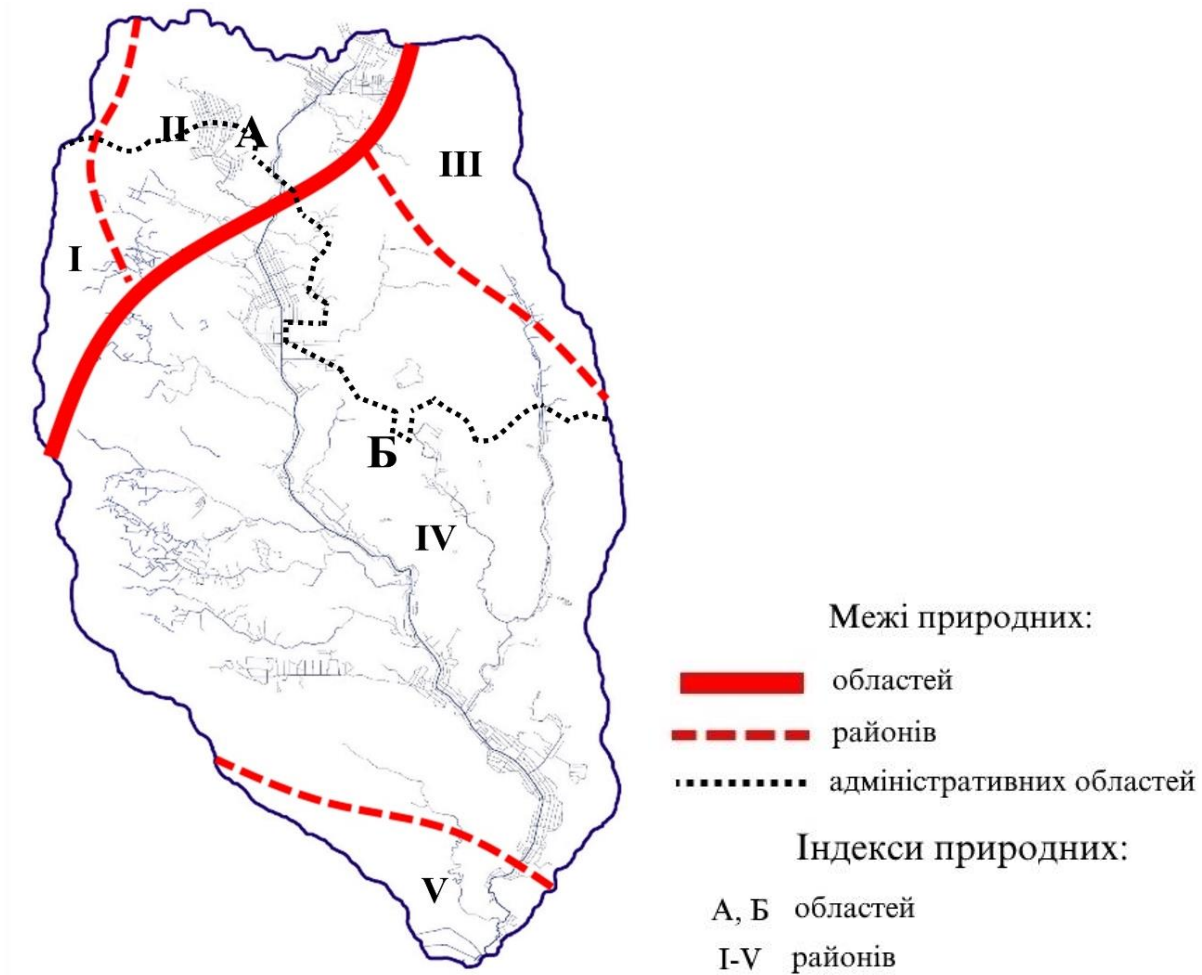 II
А
III
I
Б
IV
V
Межі природних:
областей
районів
адміністративних областей
Індекси природних:
А, Б областей
I-V районів